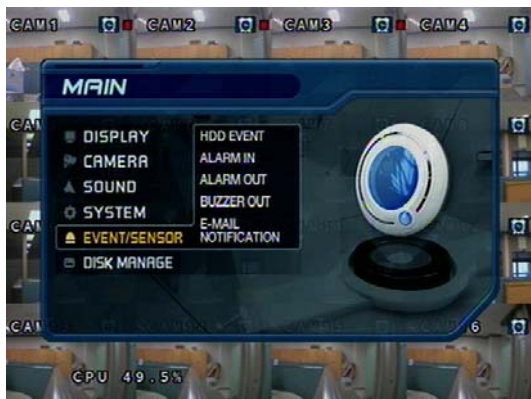 CAM1 CAM2 CAM3 CAM4
MAIN
DISPLAY
CAMERA
SOUND
SYSTEM
EVENT/SENSOR
DISK MANAGE
HDD EVENT
ALARM IN
ALARM OUT
BUZZER OUT
E-MAIL
NOTIFICATION
CPU 49.5%